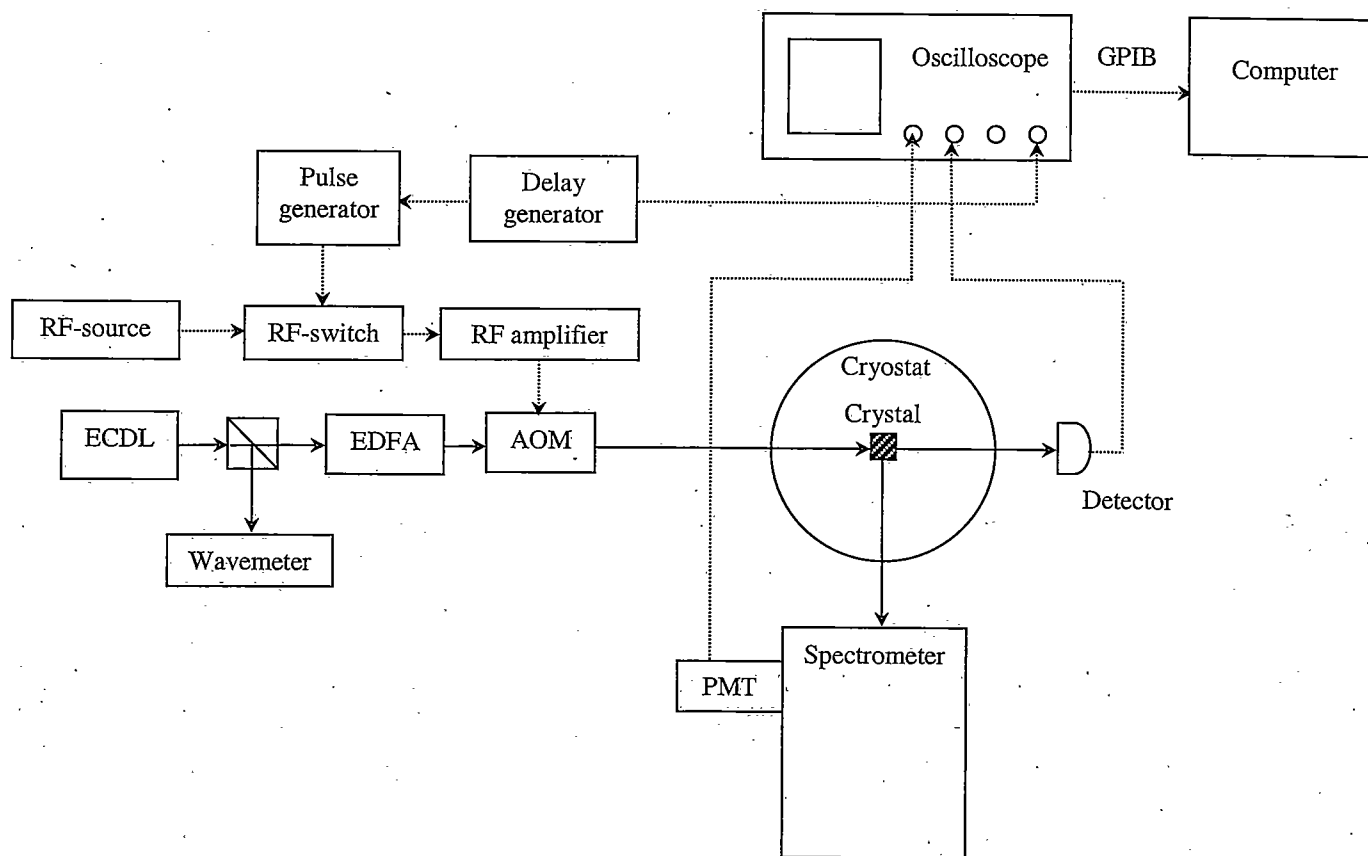 Oscilloscope
GPIB
Computer
Pulse
generator
Delay
generator
RF-source
RF-switch
RF amplifier
Cryostat
Crystal
ECDL
EDFA
AOM
Detector
Wavemeter
Spectrometer
PMT